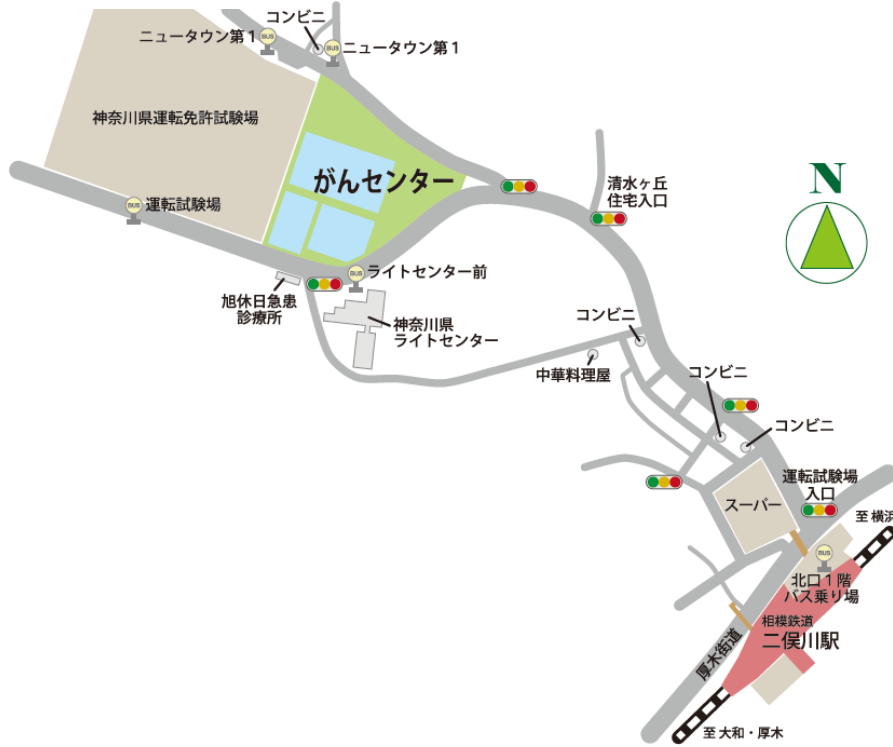 コンビニ
ニュータウン第1
BUS
BUS
ニュータウン第1
神奈川県運転免許試験場
がんセンター
N
清水ヶ丘
住宅入口
BUS
運転試験場
BUS
ライトセンター前
旭休日急患
診療所
神奈川県
ライトセンター
コンビニ
中華料理屋
コンビニ
コンビニ
運転試験場
入口
スーパー
至 横浜
BUS
北口1階
バス乗り場
相模鉄道
二俣川駅
厚木街道
至 大和・厚木